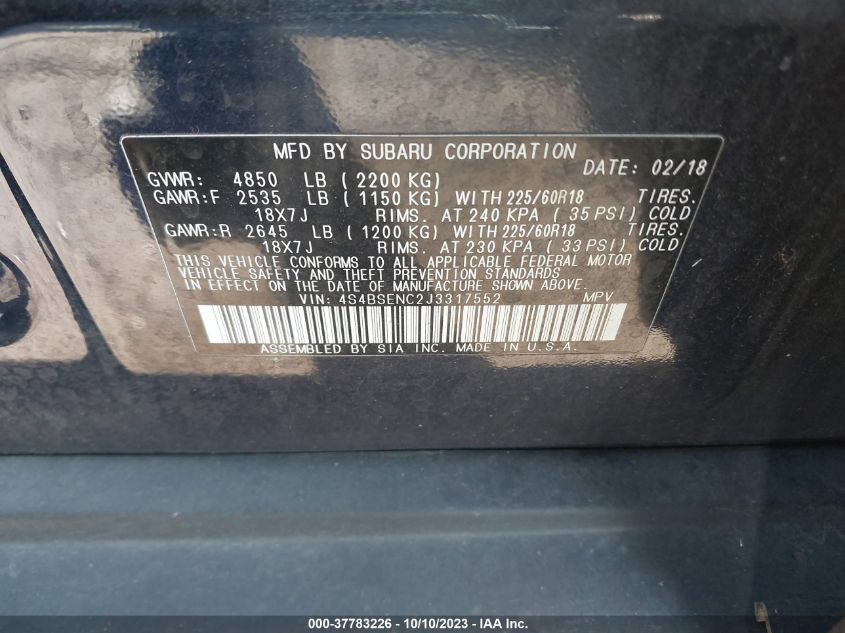 MFD BY SUBARU CORPORATION DATE: 02/18
GVWR: 4850 LB ( 2200 KG)
GAWR:F 2535 LB ( 1150 KG) WITH 225/60R18 TIRES.
18X7J RIMS. AT 240 KPA ( 35 PSI) COLD
GAWR:R 2645 LB ( 1200 KG) WITH 225/60R18 TIRES.
18X7J RIMS. AT 230 KPA ( 33 PSI) COLD
THIS VEHICLE CONFORMS TO ALL APPLICABLE FEDERAL MOTOR
VEHICLE SAFETY AND THEFT PREVENTION STANDARDS
IN EFFECT ON THE DATE OF MANUFACTURE SHOWN ABOVE.
VIN: 4S4BSENC2J3317552 MPV
ASSEMBLED BY SIA INC. MADE IN U.S.A.
000-37783226 - 10/10/2023 - IAA Inc.